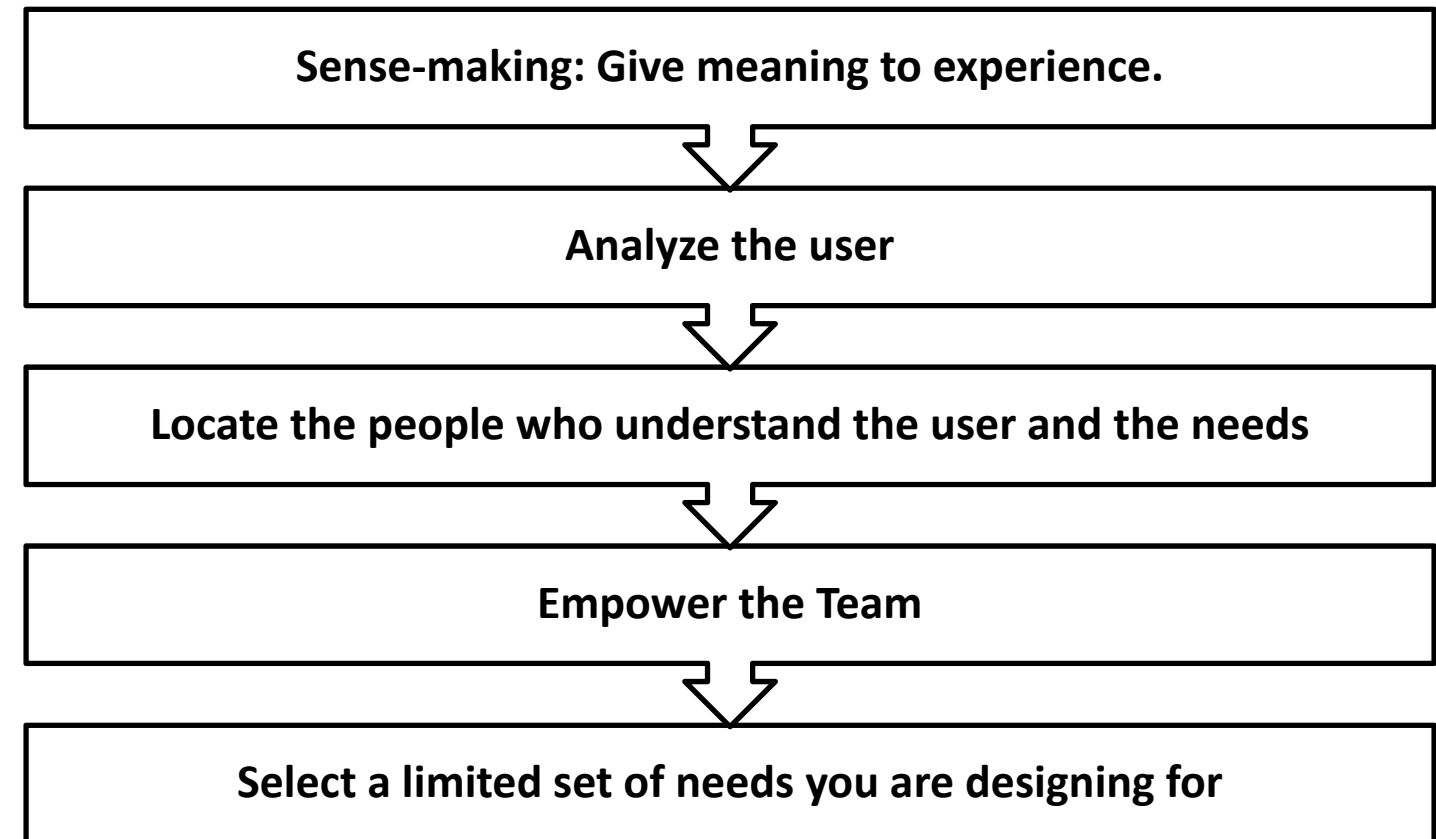 Sense-making: Give meaning to experience.
Analyze the user
Locate the people who understand the user and the needs
Empower the Team
Select a limited set of needs you are designing for